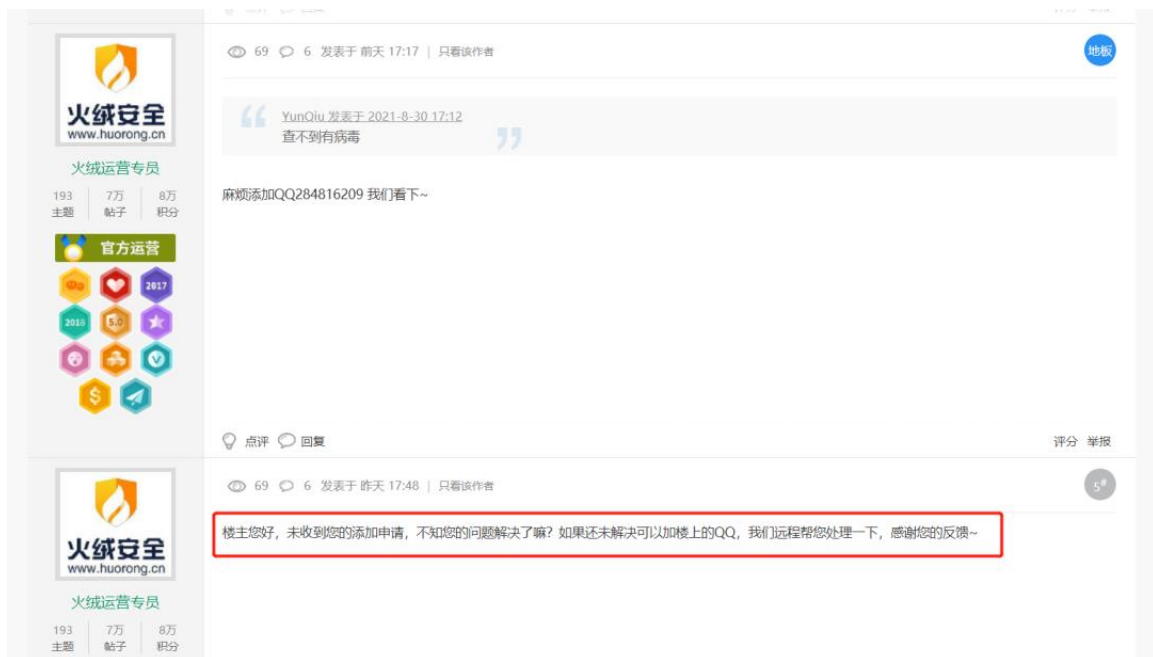 火绒安全
www.huorong.cn
火绒运营专员
193 7万 8万
主题 帖子 积分
官方运营
2017
2018 5.0
69 6 发表于 前天 17:17 | 只看该作者
地板
YunQiu 发表于 2021-8-30 17:12
查不到有病毒
麻烦添加QQ284816209 我们看下~
点评 回复 评分 举报
火绒安全
www.huorong.cn
火绒运营专员
193 7万 8万
主题 帖子 积分
69 6 发表于 昨天 17:48 | 只看该作者
5#
楼主您好，未收到您的添加申请，不知您的问题解决了嘛？如果还未解决可以加楼上的QQ，我们远程帮您处理一下，感谢您的反馈~